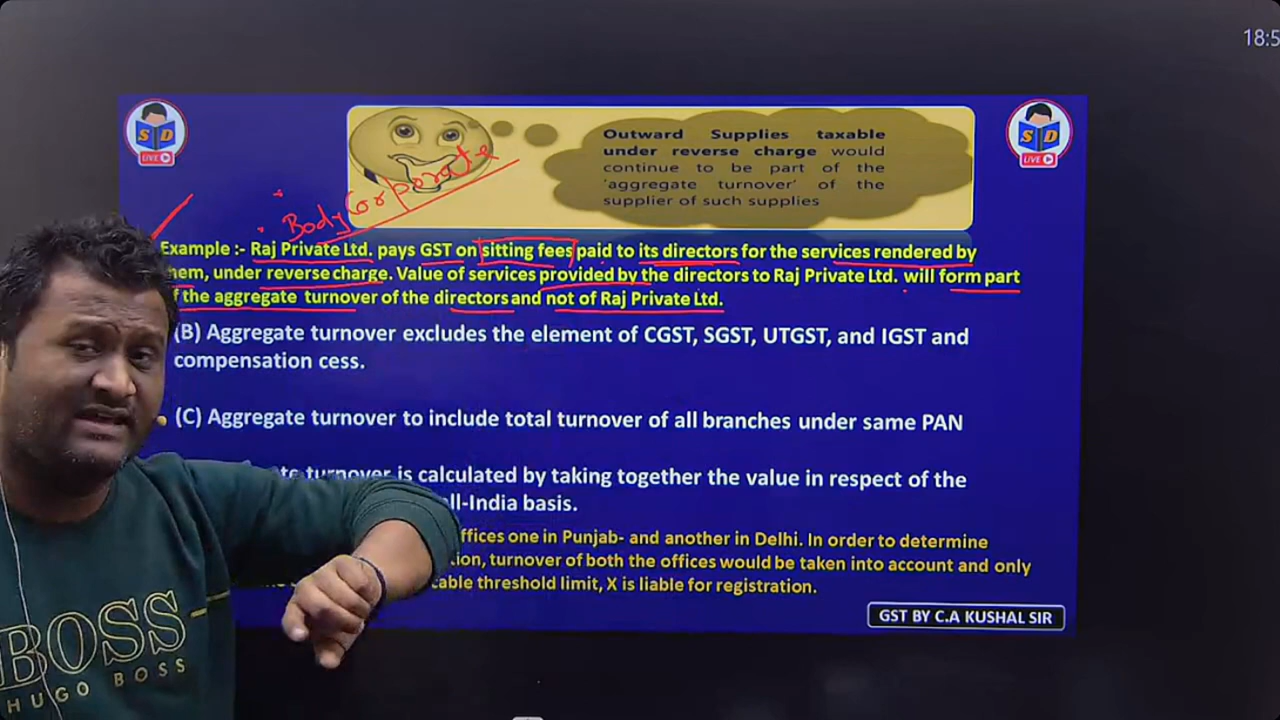 18:5
S D
LIVE
S D
LIVE
Outward Supplies taxable
under reverse charge would
continue to be part of the
'aggregate turnover' of the
supplier of such supplies
Body Corporate
Example :- Raj Private Ltd. pays GST on sitting fees paid to its directors for the services rendered by
them, under reverse charge. Value of services provided by the directors to Raj Private Ltd. will form part
of the aggregate turnover of the directors and not of Raj Private Ltd.
(B) Aggregate turnover excludes the element of CGST, SGST, UTGST, and IGST and
compensation cess.
(C) Aggregate turnover to include total turnover of all branches under same PAN
turnover is calculated by taking together the value in respect of the
all-India basis.
offices one in Punjab- and another in Delhi. In order to determine
turnover of both the offices would be taken into account and only
threshold limit, X is liable for registration.
GST BY C.A KUSHAL SIR
BOSS
HUGO BOSS